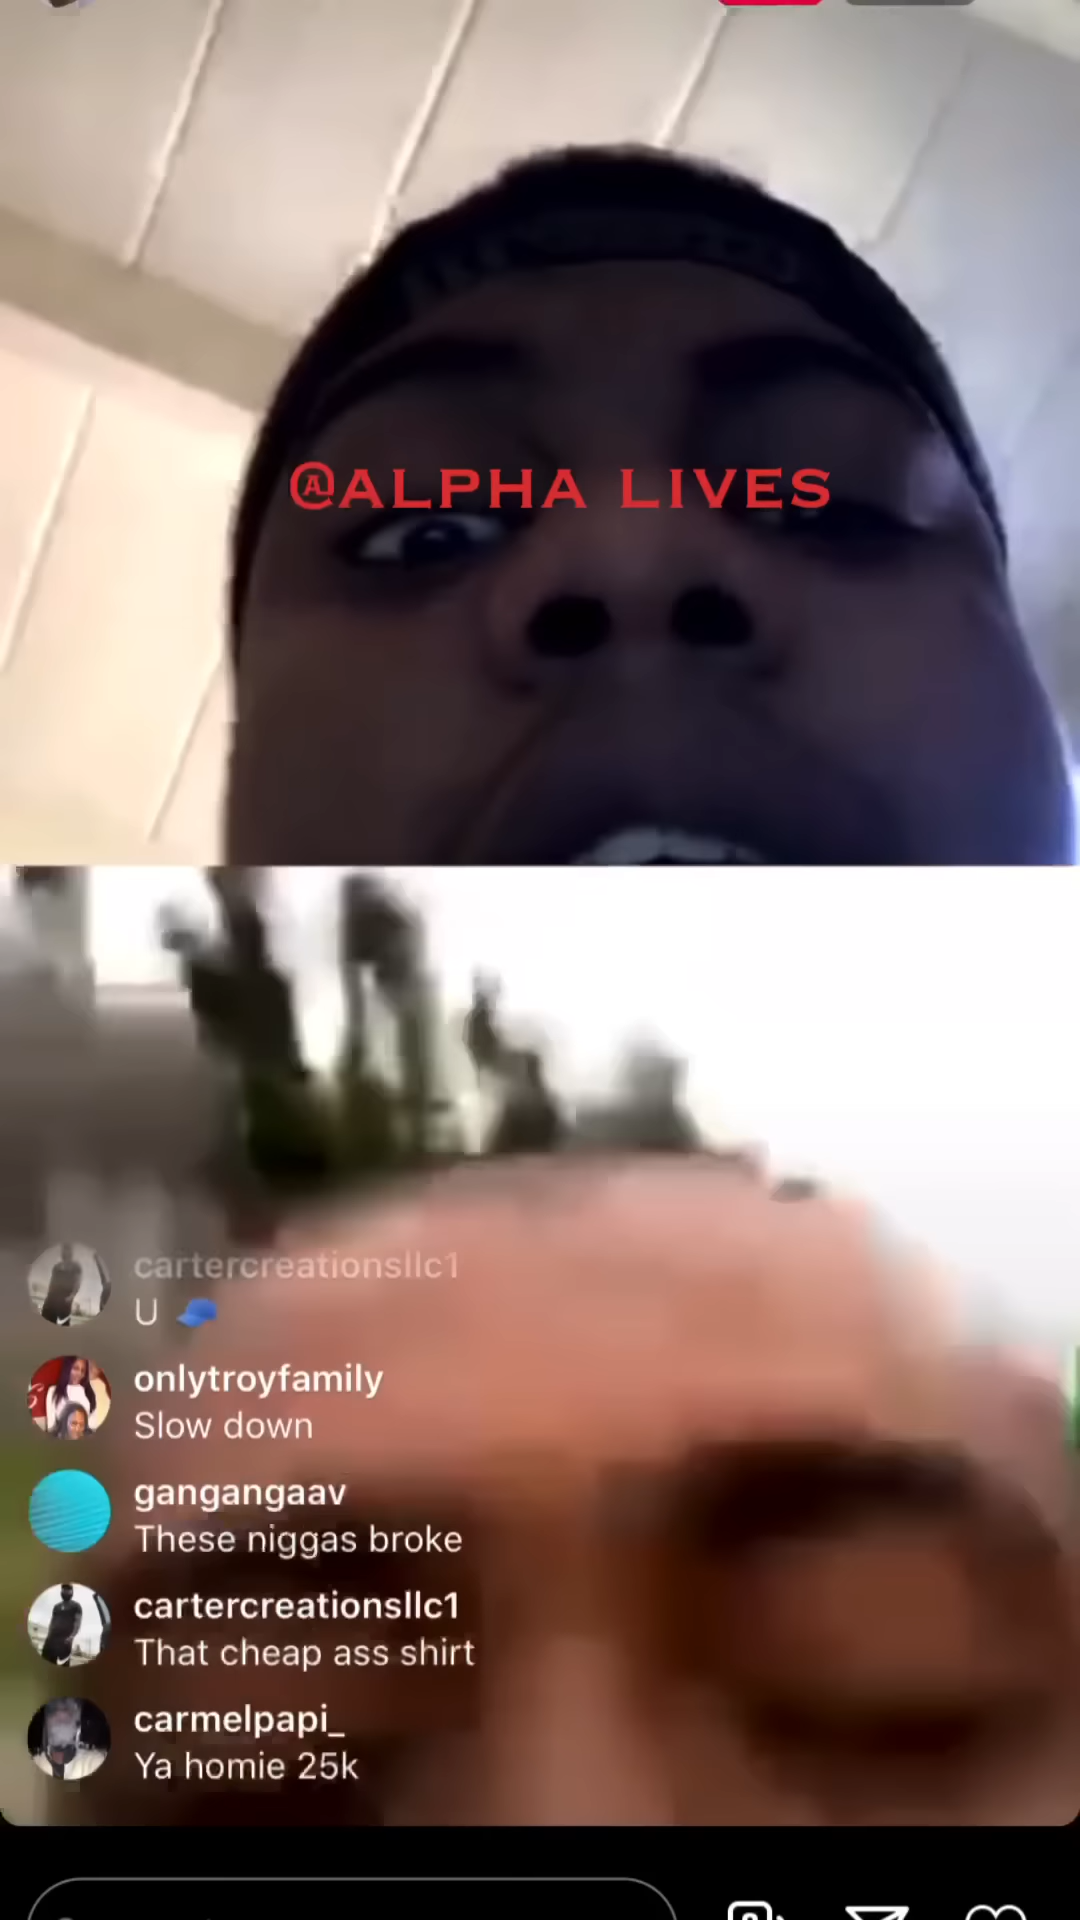 @ALPHA LIVES
cartercreationsllc1
U 🧢
onlytroyfamily
Slow down
gangangaav
These niggas broke
cartercreationsllc1
That cheap ass shirt
carmelpapi_
Ya homie 25k